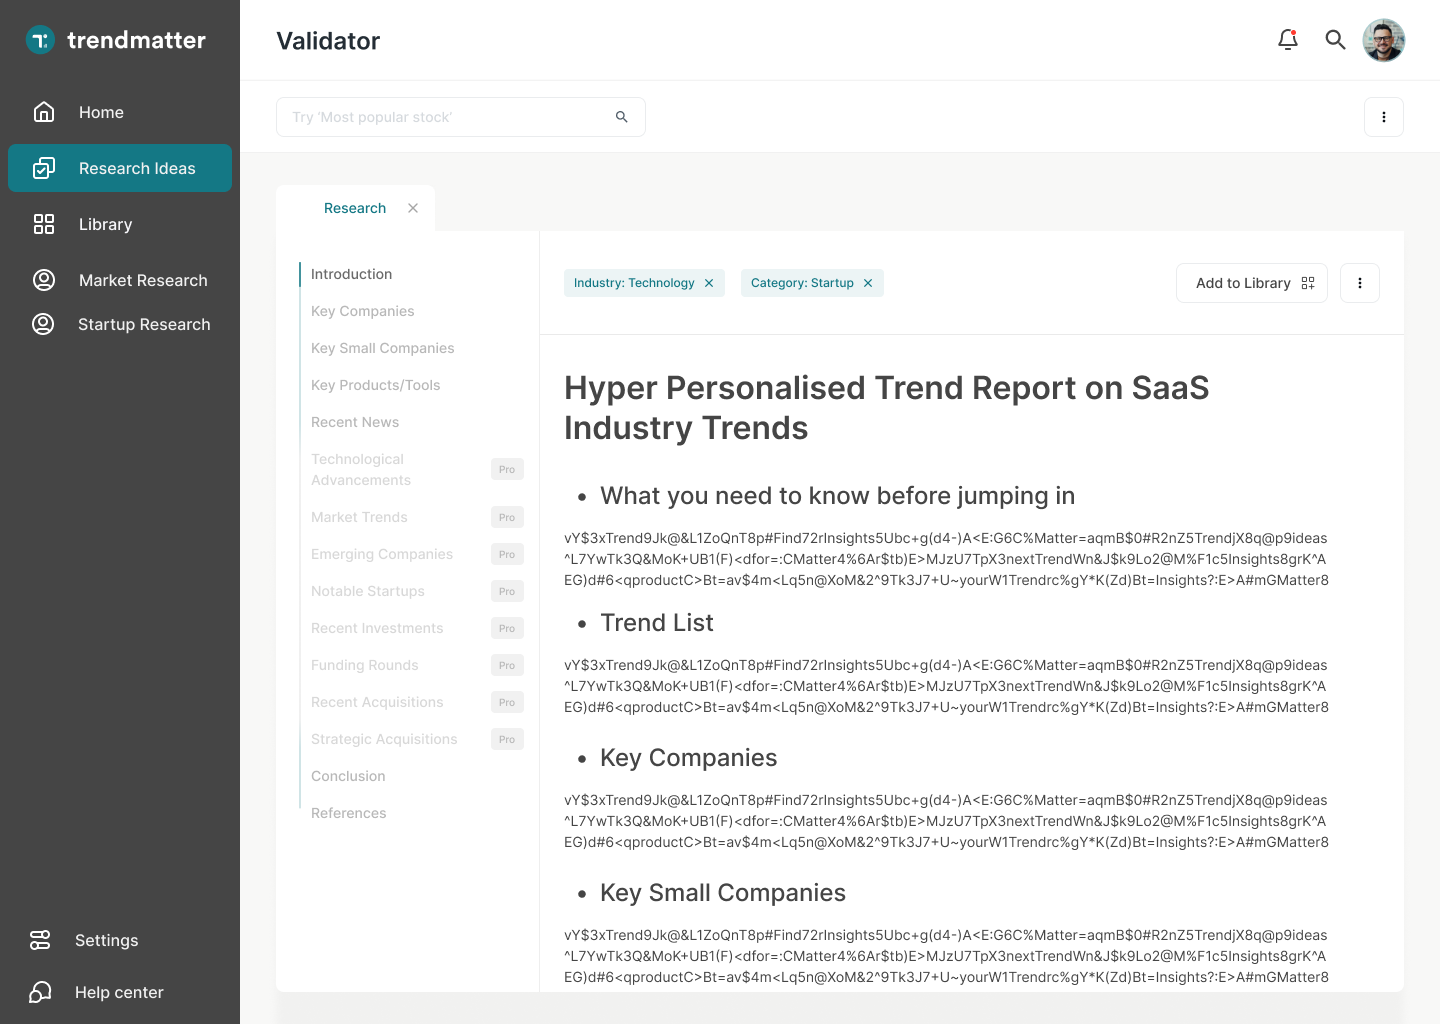 trendmatter
Home
Research Ideas
Library
Market Research
Startup Research
Settings
Help center
Validator
Try 'Most popular stock'
Research
Introduction
Key Companies
Key Small Companies
Key Products/Tools
Recent News
Technological
Advancements
Pro
Market Trends
Pro
Emerging Companies
Pro
Notable Startups
Pro
Recent Investments
Pro
Funding Rounds
Pro
Recent Acquisitions
Pro
Strategic Acquisitions
Pro
Conclusion
References
Industry: Technology
Category: Startup
Add to Library
Hyper Personalised Trend Report on SaaS
Industry Trends
• What you need to know before jumping in
vY$3xTrend9Jk@&L1ZoQnT8p#Find72rInsights5Ubc+g(d4-)A<E:G6C%Matter=aqmB$0#R2nZ5TrendjX8q@p9ideas
^L7YwTk3Q&MoK+UB1(F)<dfor=:CMatter4%6Ar$tb)E>MJzU7TpX3nextTrendWn&J$k9Lo2@M%F1c5Insights8grK^A
EG)d#6<qproductC>Bt=av$4m<Lq5n@XoM&2^9Tk3J7+U~yourW1Trendrc%gY*K(Zd)Bt=Insights?:E>A#mGMatter8
• Trend List
vY$3xTrend9Jk@&L1ZoQnT8p#Find72rInsights5Ubc+g(d4-)A<E:G6C%Matter=aqmB$0#R2nZ5TrendjX8q@p9ideas
^L7YwTk3Q&MoK+UB1(F)<dfor=:CMatter4%6Ar$tb)E>MJzU7TpX3nextTrendWn&J$k9Lo2@M%F1c5Insights8grK^A
EG)d#6<qproductC>Bt=av$4m<Lq5n@XoM&2^9Tk3J7+U~yourW1Trendrc%gY*K(Zd)Bt=Insights?:E>A#mGMatter8
• Key Companies
vY$3xTrend9Jk@&L1ZoQnT8p#Find72rInsights5Ubc+g(d4-)A<E:G6C%Matter=aqmB$0#R2nZ5TrendjX8q@p9ideas
^L7YwTk3Q&MoK+UB1(F)<dfor=:CMatter4%6Ar$tb)E>MJzU7TpX3nextTrendWn&J$k9Lo2@M%F1c5Insights8grK^A
EG)d#6<qproductC>Bt=av$4m<Lq5n@XoM&2^9Tk3J7+U~yourW1Trendrc%gY*K(Zd)Bt=Insights?:E>A#mGMatter8
• Key Small Companies
vY$3xTrend9Jk@&L1ZoQnT8p#Find72rInsights5Ubc+g(d4-)A<E:G6C%Matter=aqmB$0#R2nZ5TrendjX8q@p9ideas
^L7YwTk3Q&MoK+UB1(F)<dfor=:CMatter4%6Ar$tb)E>MJzU7TpX3nextTrendWn&J$k9Lo2@M%F1c5Insights8grK^A
EG)d#6<qproductC>Bt=av$4m<Lq5n@XoM&2^9Tk3J7+U~yourW1Trendrc%gY*K(Zd)Bt=Insights?:E>A#mGMatter8